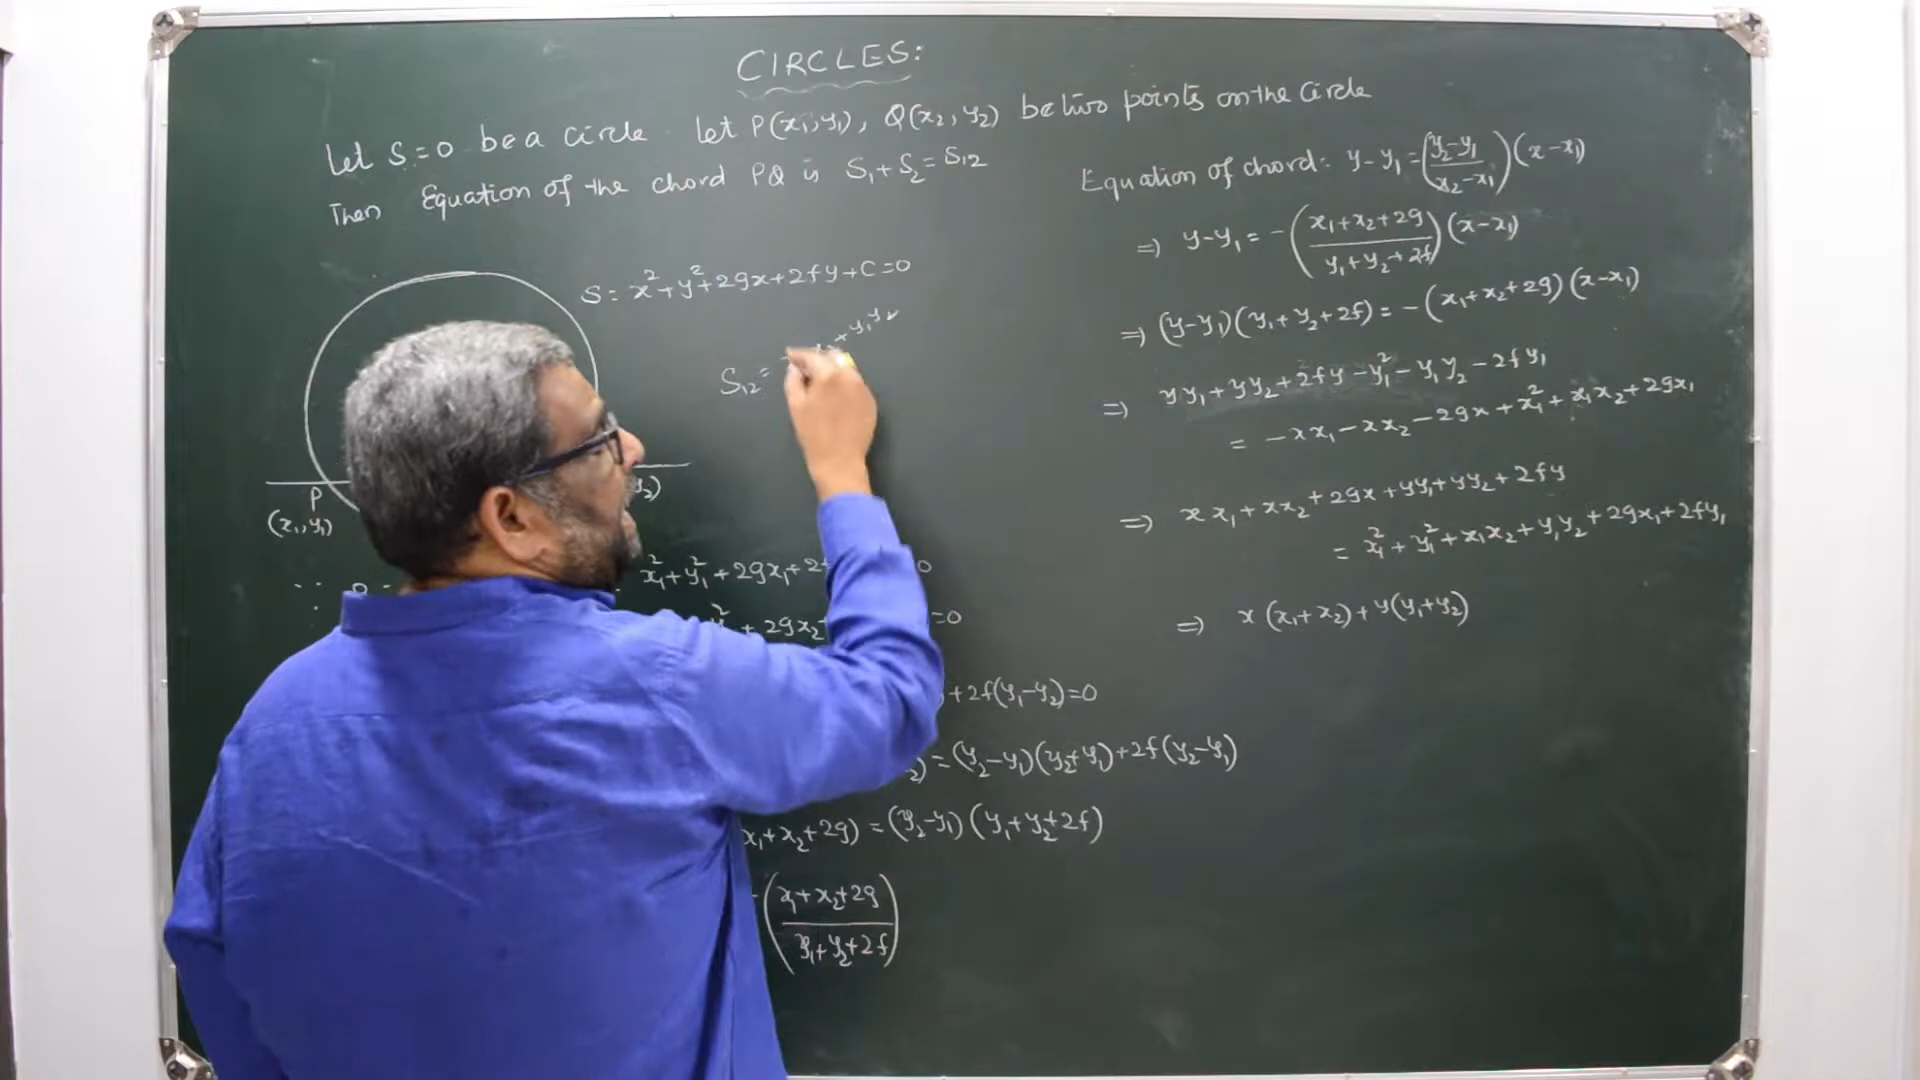 CIRCLES:
Let S=0 be a circle. Let P(x₁,y₁), Q(x₂,y₂) be two points on the circle
Then Equation of the chord PQ is S₁+S₂=S₁₂
S = x²+y²+2gx+2fy+C=0
S₁₂= +y₁y₂
P
(x₁,y₁)
y₂)
x₁²+y₁²+2gx₁+2f 0
² + 2gx₂ =0
+2f(y₁-y₂)=0
₂) =(y₂-y₁)(y₂+y₁)+2f(y₂-y₁)
x₁+x₂+2g) =(y₂-y₁)(y₁+y₂+2f)
-((x₁+x₂+2g)/(y₁+y₂+2f))
Equation of chord: y-y₁=((y₂-y₁)/(x₂-x₁))(x-x₁)
⇒ y-y₁=-((x₁+x₂+2g)/(y₁+y₂+2f))(x-x₁)
⇒ (y-y₁)(y₁+y₂+2f)=-(x₁+x₂+2g)(x-x₁)
⇒ yy₁+yy₂+2fy-y₁²-y₁y₂-2fy₁
= -xx₁-xx₂-2gx+x₁²+x₁x₂+2gx₁
⇒ xx₁+xx₂+2gx+yy₁+yy₂+2fy
= x₁²+y₁²+x₁x₂+y₁y₂+2gx₁+2fy₁
⇒ x(x₁+x₂)+y(y₁+y₂)